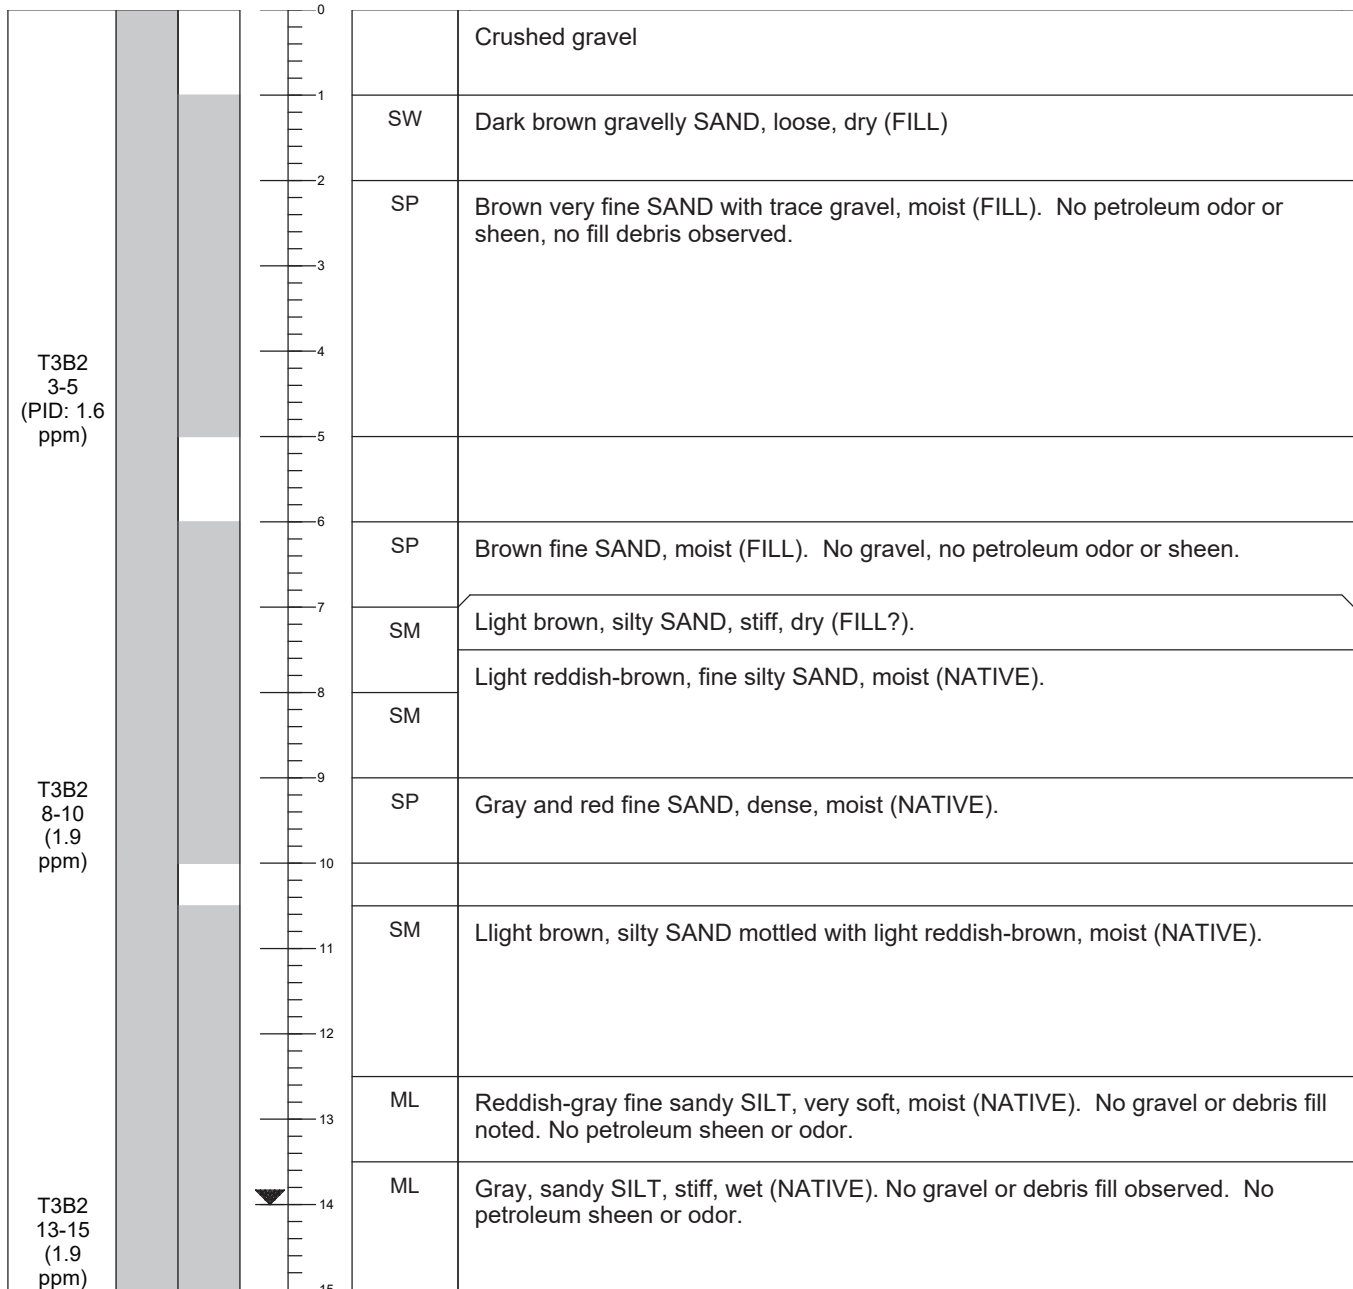 0
Crushed gravel
1
SW
Dark brown gravelly SAND, loose, dry (FILL)
2
SP
Brown very fine SAND with trace gravel, moist (FILL).  No petroleum odor or
sheen, no fill debris observed.
3
4
T3B2
3-5
(PID: 1.6
ppm)
5
6
SP
Brown fine SAND, moist (FILL).  No gravel, no petroleum odor or sheen.
7
SM
Light brown, silty SAND, stiff, dry (FILL?).
Light reddish-brown, fine silty SAND, moist (NATIVE).
8
SM
9
T3B2
8-10
(1.9
ppm)
SP
Gray and red fine SAND, dense, moist (NATIVE).
10
SM
Llight brown, silty SAND mottled with light reddish-brown, moist (NATIVE).
11
12
ML
Reddish-gray fine sandy SILT, very soft, moist (NATIVE).  No gravel or debris fill
noted. No petroleum sheen or odor.
13
ML
Gray, sandy SILT, stiff, wet (NATIVE). No gravel or debris fill observed.  No
petroleum sheen or odor.
14
T3B2
13-15
(1.9
ppm)
15